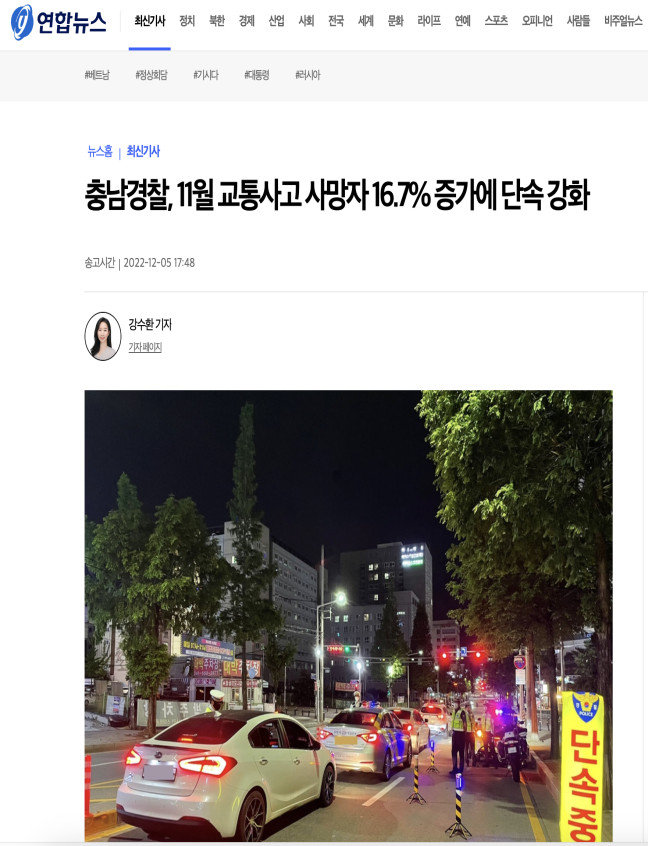 연합뉴스
최신기사 정치 북한 경제 산업 사회 전국 세계 문화 라이프 연예 스포츠 오피니언 사람들 비주얼뉴스
#베트남 #정상회담 #기시다 #대통령 #러시아
뉴스홈 | 최신기사
충남경찰, 11월 교통사고 사망자 16.7% 증가에 단속 강화
송고시간 | 2022-12-05 17:48
강수환 기자
기자 페이지
POLICE
단속중